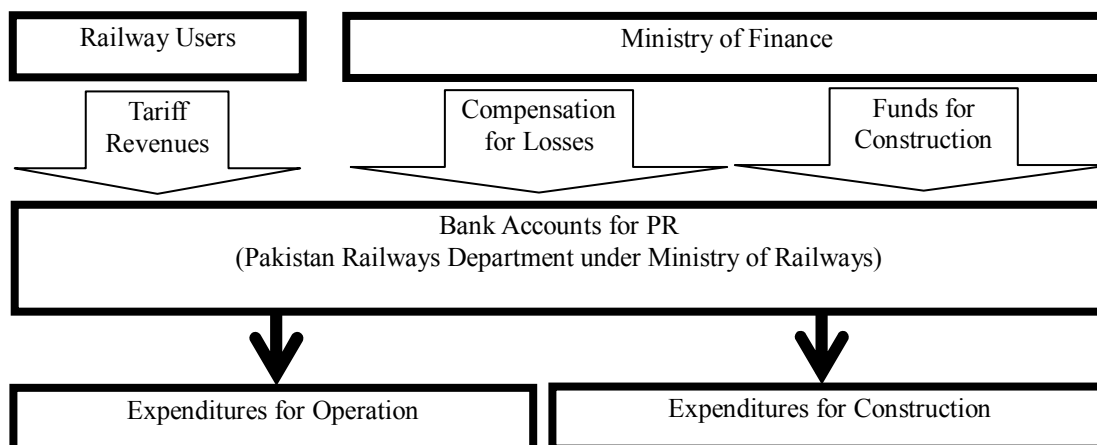 Railway Users
Ministry of Finance
Tariff
Revenues
Compensation
for Losses
Funds for
Construction
Bank Accounts for PR
(Pakistan Railways Department under Ministry of Railways)
Expenditures for Operation
Expenditures for Construction